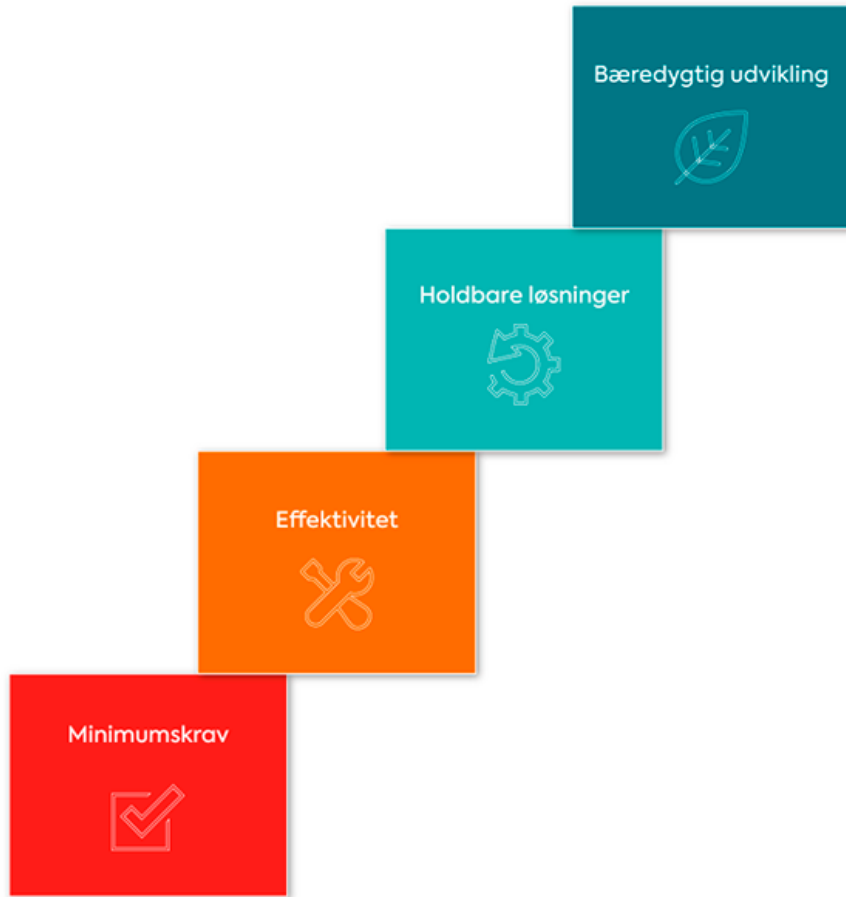 Bæredygtig udvikling
Holdbare løsninger
Effektivitet
Minimumskrav